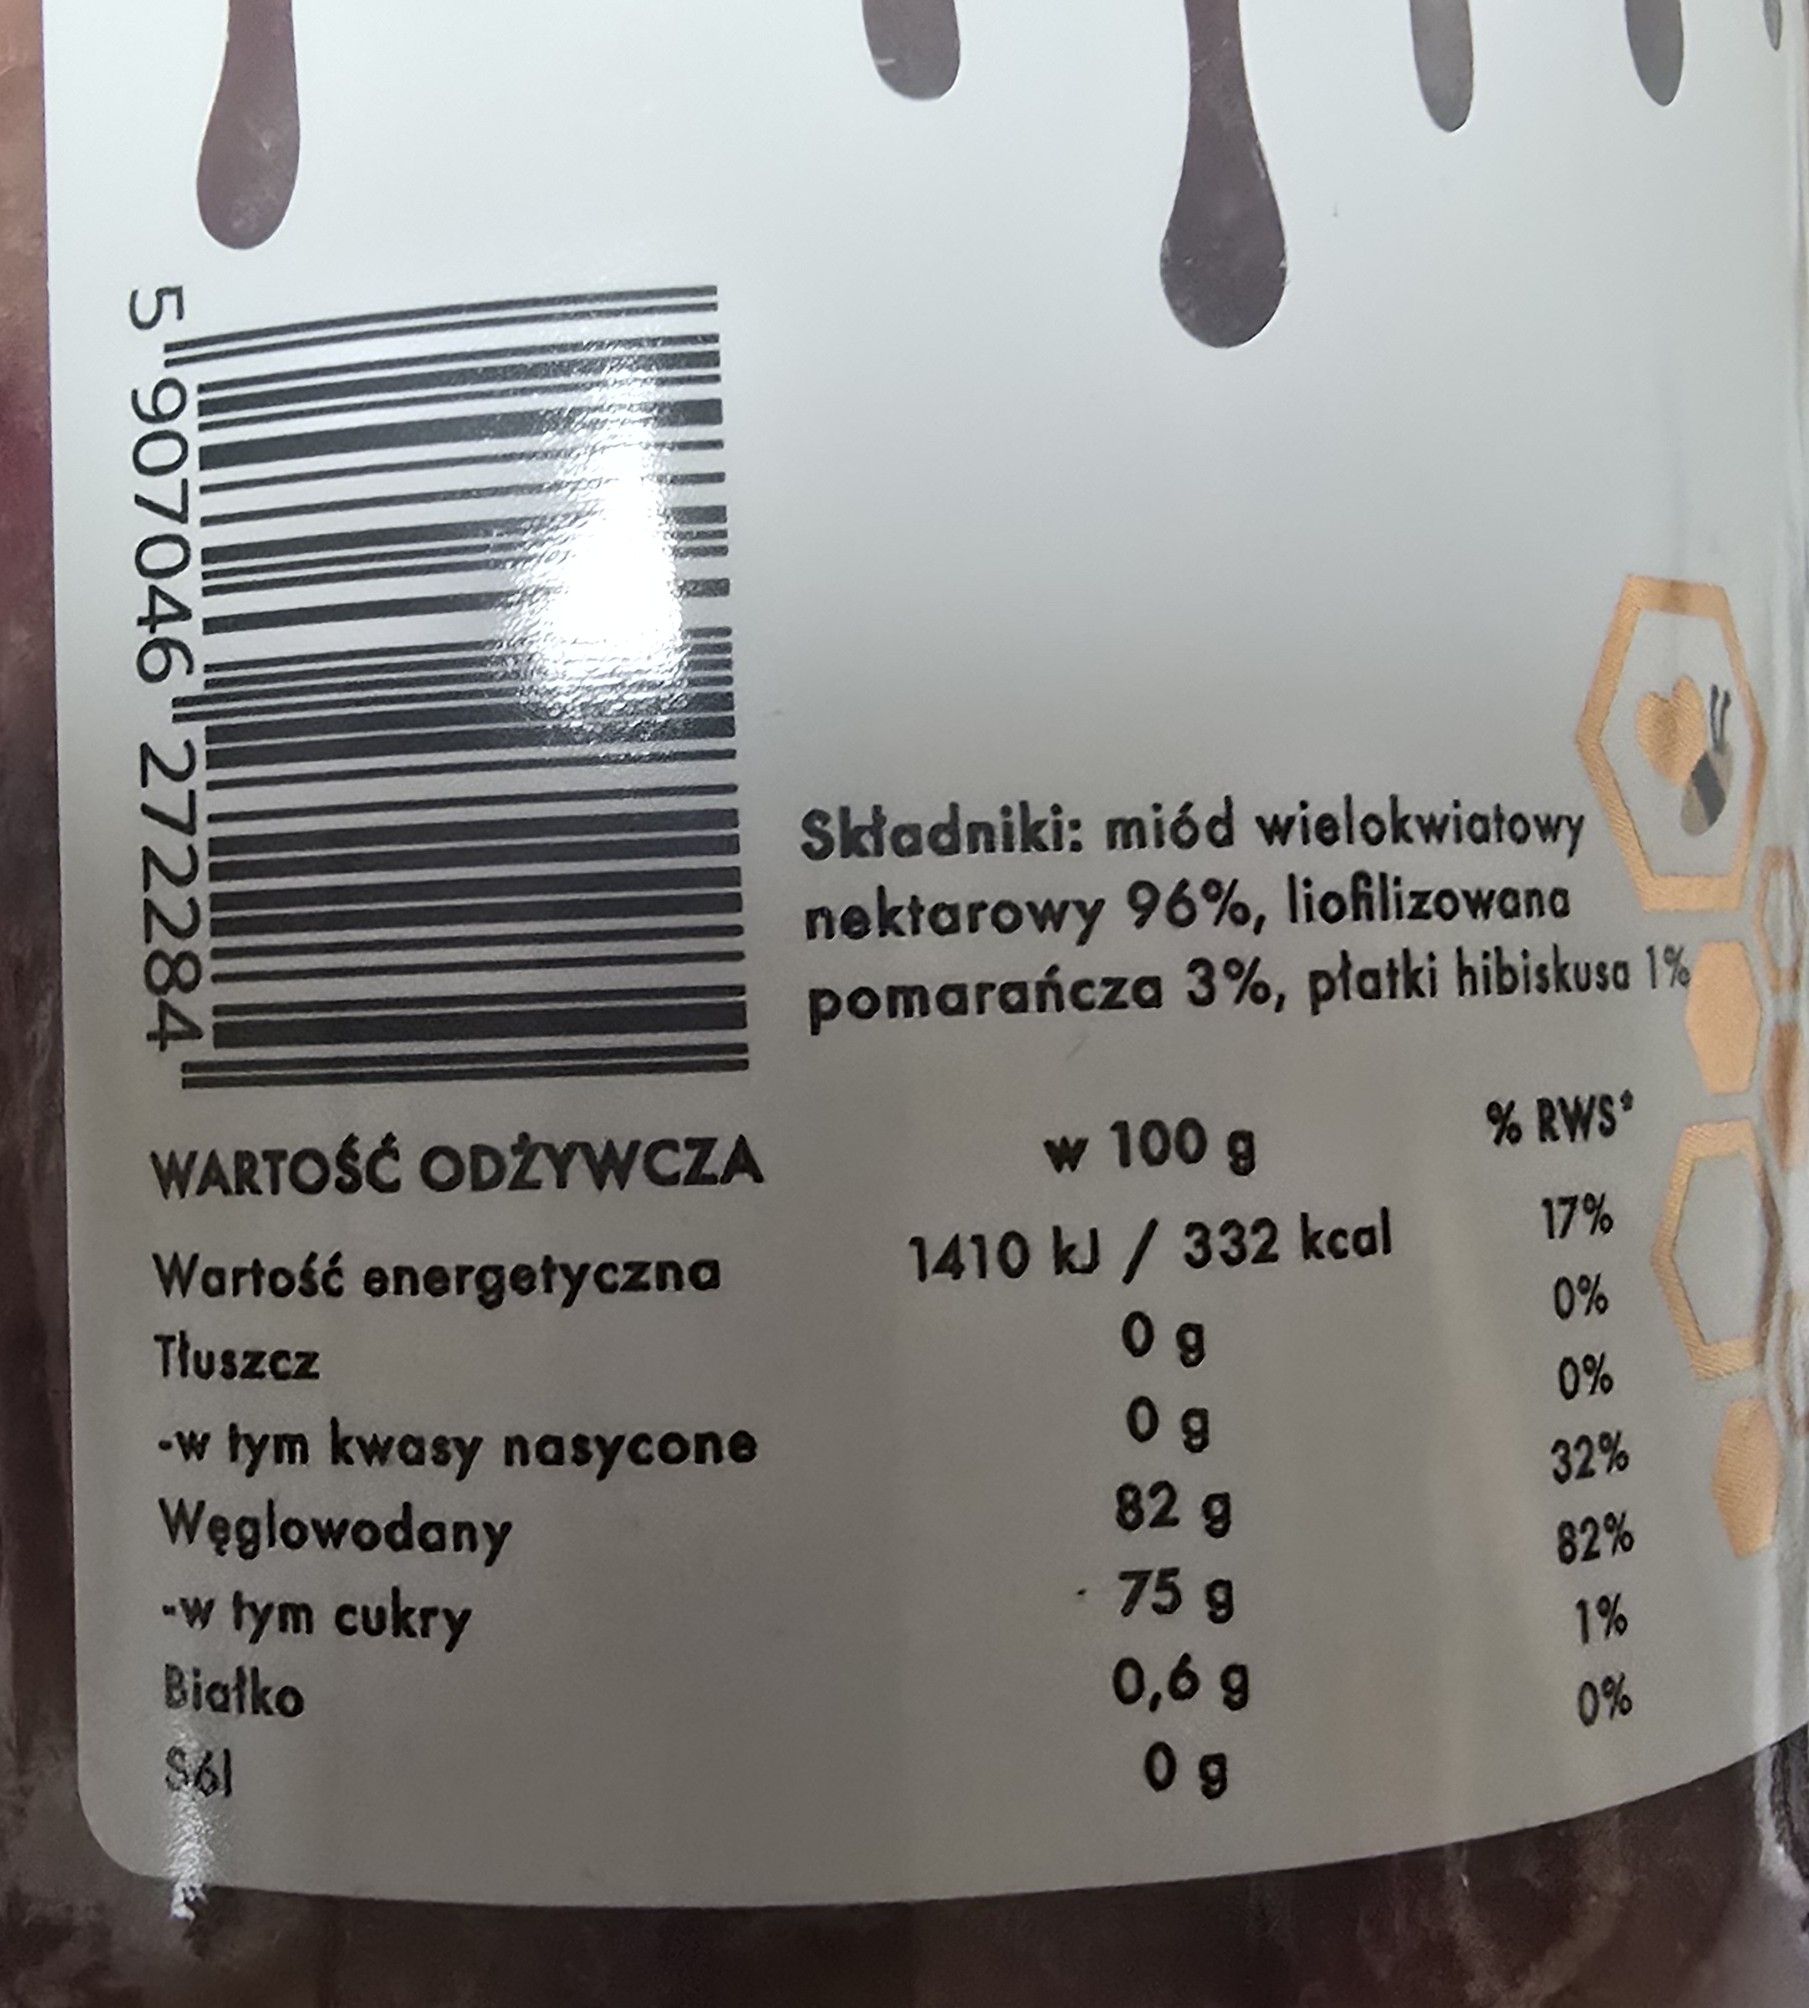 5 907046 272284
Składniki: miód wielokwiatowy
nektarowy 96%, liofilizowana
pomarańcza 3%, płatki hibiskusa 1%
WARTOŚĆ ODŻYWCZA w 100 g % RWS*
Wartość energetyczna 1410 kJ / 332 kcal 17%
Tłuszcz 0 g 0%
-w tym kwasy nasycone 0 g 0%
Węglowodany 82 g 32%
-w tym cukry 75 g 82%
Białko 0,6 g 1%
Sól 0 g 0%